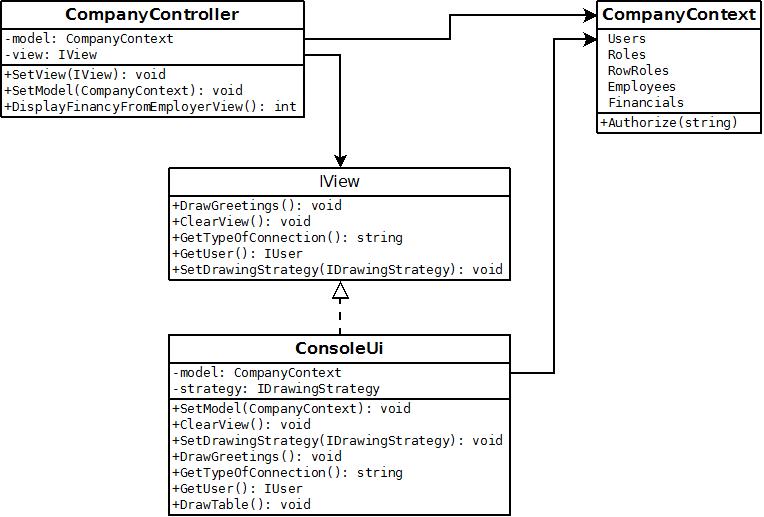 CompanyController
-model: CompanyContext
-view: IView
+SetView(IView): void
+SetModel(CompanyContext): void
+DisplayFinancyFromEmployerView(): int
CompanyContext
Users
Roles
RowRoles
Employees
Financials
+Authorize(string)
IView
+DrawGreetings(): void
+ClearView(): void
+GetTypeOfConnection(): string
+GetUser(): IUser
+SetDrawingStrategy(IDrawingStrategy): void
ConsoleUi
-model: CompanyContext
-strategy: IDrawingStrategy
+SetModel(CompanyContext): void
+ClearView(): void
+SetDrawingStrategy(IDrawingStrategy): void
+DrawGreetings(): void
+GetTypeOfConnection(): string
+GetUser(): IUser
+DrawTable(): void